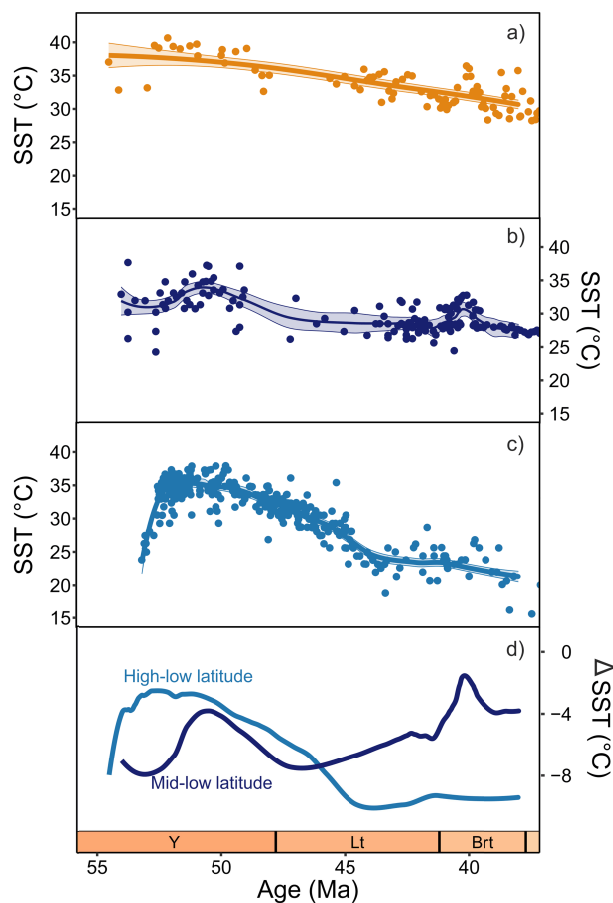 a)
40
35
30
25
20
15
SST (°C)
b)
40
35
30
25
20
15
SST (°C)
c)
40
35
30
25
20
15
SST (°C)
d)
High-low latitude
Mid-low latitude
0
−4
−8
Δ SST (°C)
Y Lt Brt
55 50 45 40
Age (Ma)